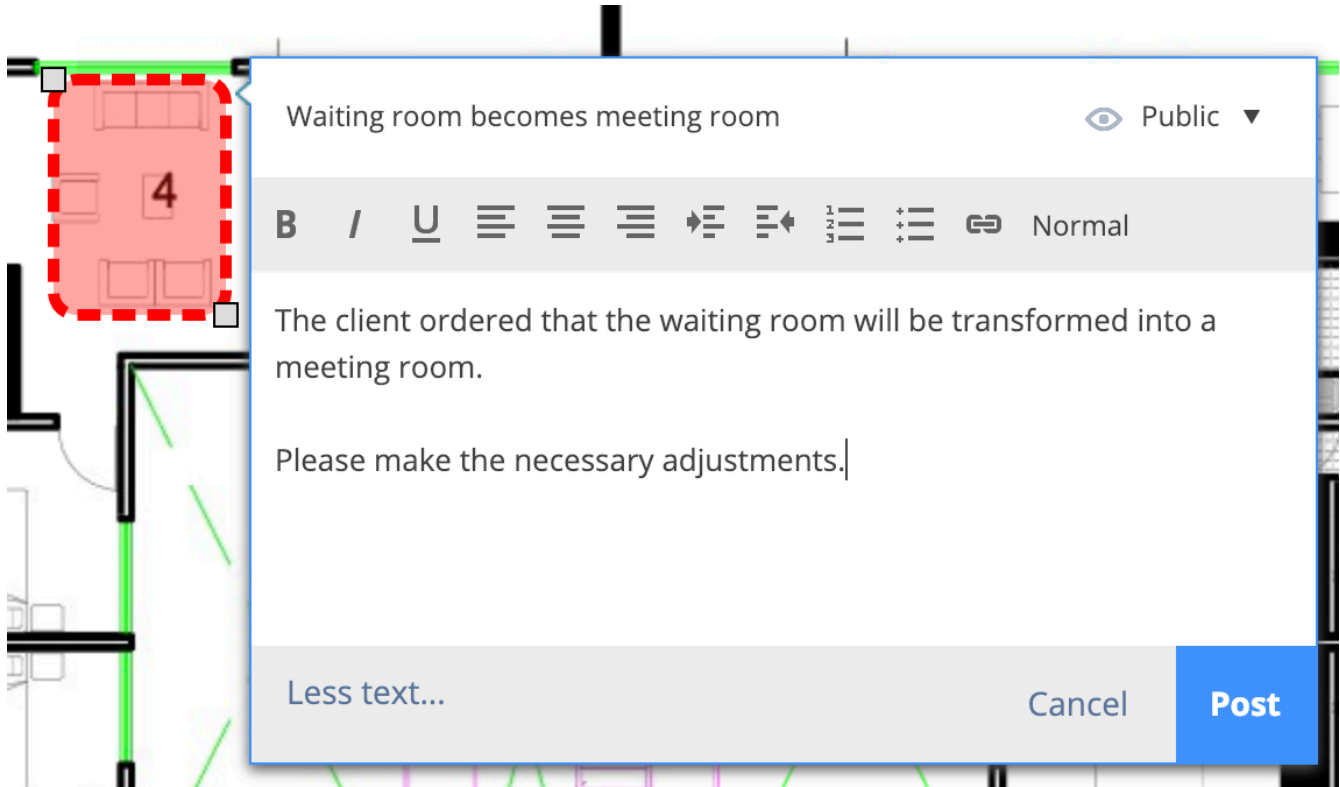 Waiting room becomes meeting room
Public
4
B I U Normal
The client ordered that the waiting room will be transformed into a
meeting room.
Please make the necessary adjustments.
Less text...
Cancel
Post